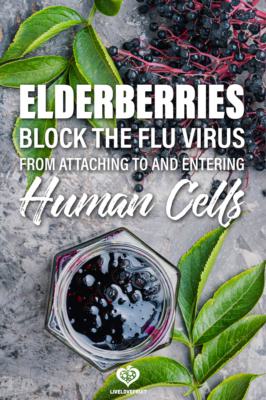 ELDERBERRIES
BLOCK THE FLU VIRUS
FROM ATTACHING TO AND ENTERING
Human Cells
LIVELOVEFRUIT